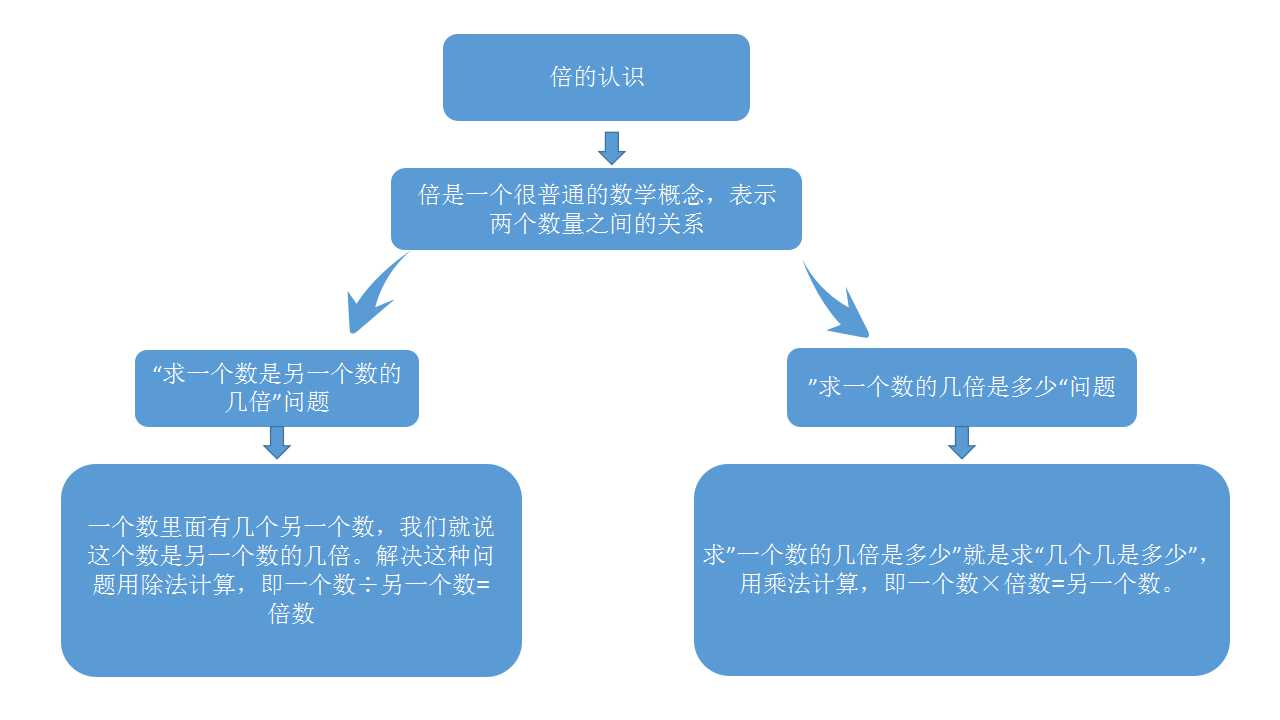 倍的认识
倍是一个很普通的数学概念，表示
两个数量之间的关系
“求一个数是另一个数的
几倍”问题
”求一个数的几倍是多少“问题
一个数里面有几个另一个数，我们就说
这个数是另一个数的几倍。解决这种问
题用除法计算，即一个数÷另一个数=
倍数
求”一个数的几倍是多少”就是求“几个几是多少”，
用乘法计算，即一个数×倍数=另一个数。